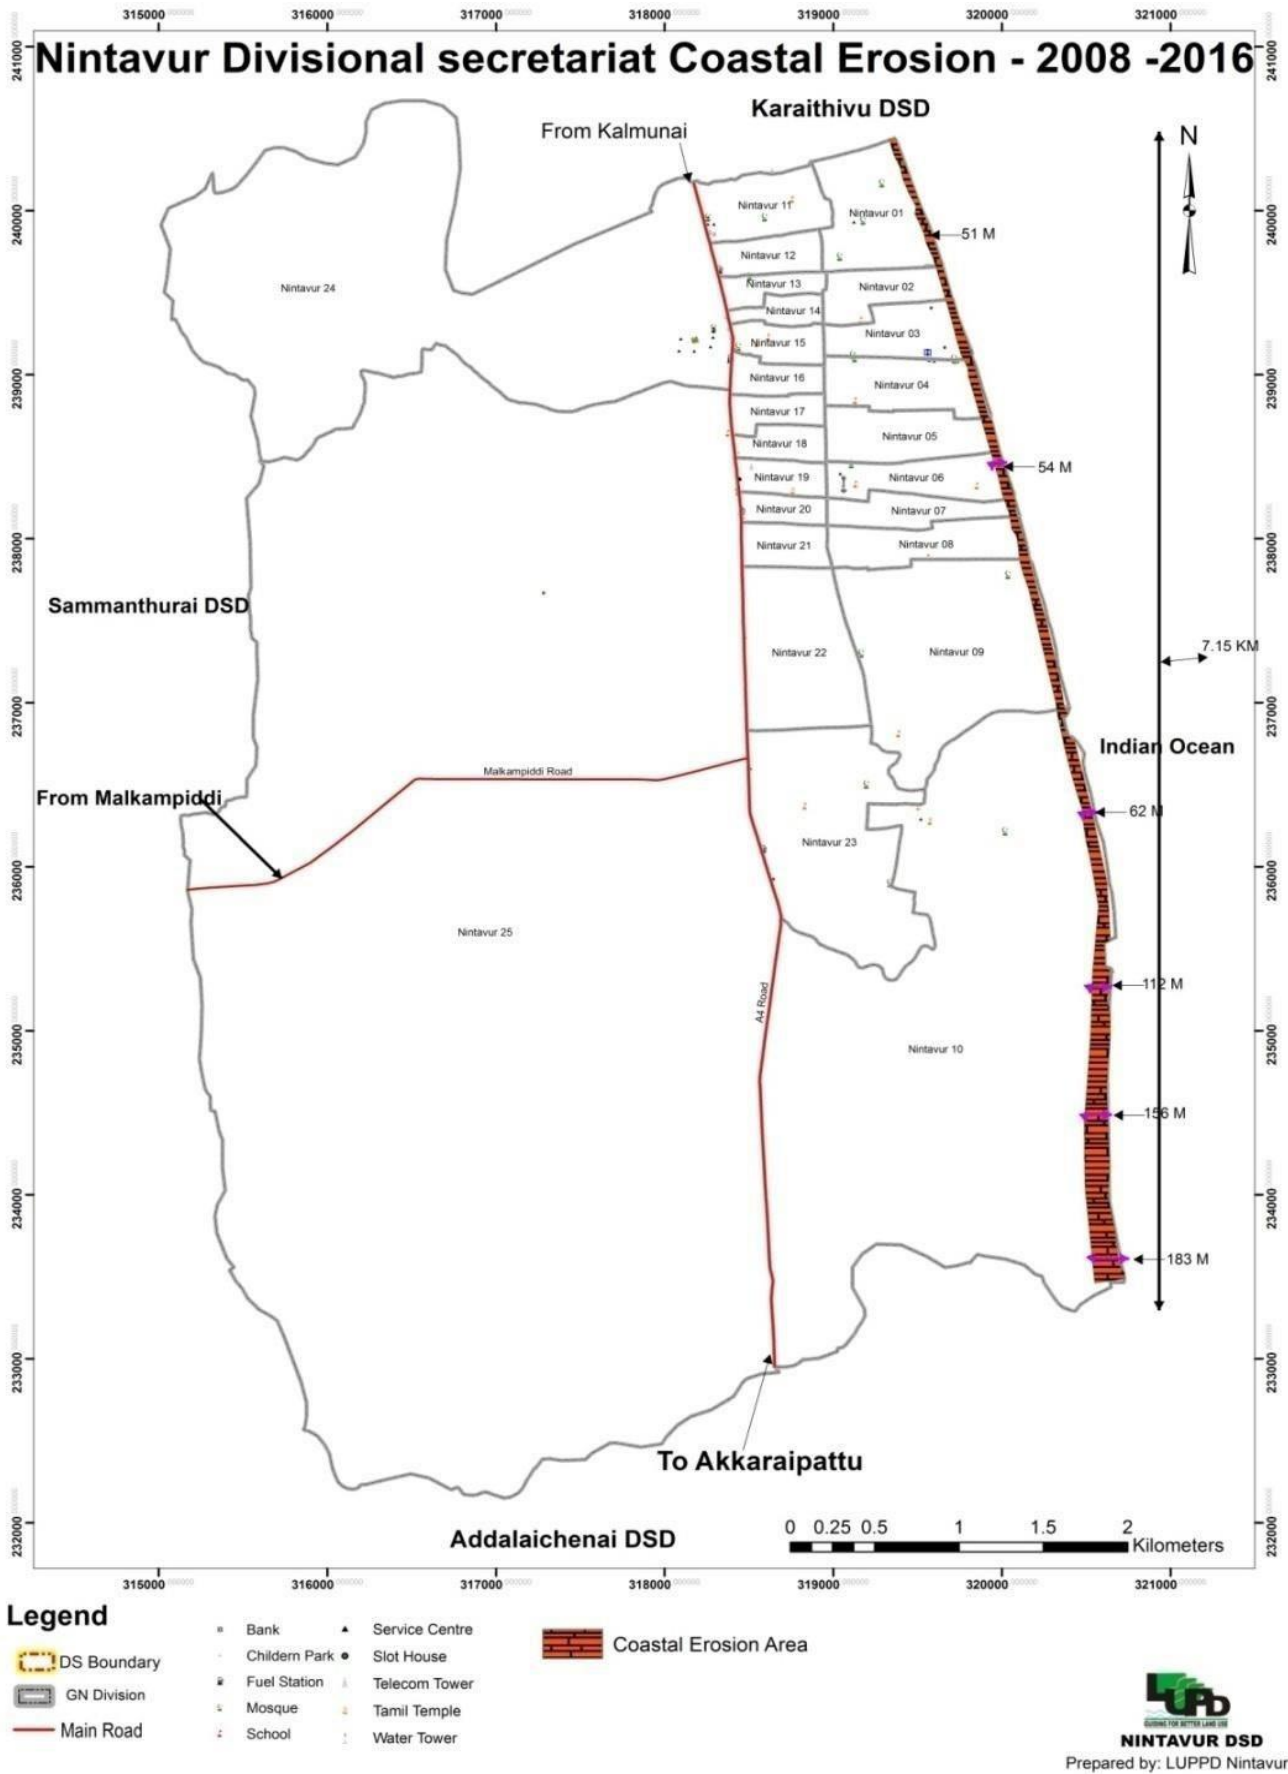 315000 316000 317000 318000 319000 320000 321000
Nintavur Divisional secretariat Coastal Erosion - 2008 -2016
241000
241000
Karaithivu DSD
From Kalmunai
N
240000
240000
Nintavur 11
Nintavur 01
51 M
Nintavur 12
Nintavur 13
Nintavur 02
Nintavur 24
Nintavur 14
Nintavur 03
Nintavur 15
239000
239000
Nintavur 16
Nintavur 04
Nintavur 17
Nintavur 05
Nintavur 18
54 M
Nintavur 19
Nintavur 06
Nintavur 20
Nintavur 07
238000
238000
Nintavur 21
Nintavur 08
Sammanthurai DSD
Nintavur 22
Nintavur 09
7.15 KM
237000
237000
Indian Ocean
Malkampiddi Road
From Malkampiddi
62 M
Nintavur 23
236000
236000
Nintavur 25
112 M
A4 Road
235000
235000
Nintavur 10
156 M
234000
234000
183 M
233000
233000
To Akkaraipattu
232000
232000
Addalaichenai DSD
0 0.25 0.5 1 1.5 2
Kilometers
315000 316000 317000 318000 319000 320000 321000
Legend
DS Boundary
GN Division
Main Road
Bank
Childern Park
Fuel Station
Mosque
School
Service Centre
Slot House
Telecom Tower
Tamil Temple
Water Tower
Coastal Erosion Area
LUPPD
GUIDING FOR BETTER LAND USE
NINTAVUR DSD
Prepared by: LUPPD Nintavur